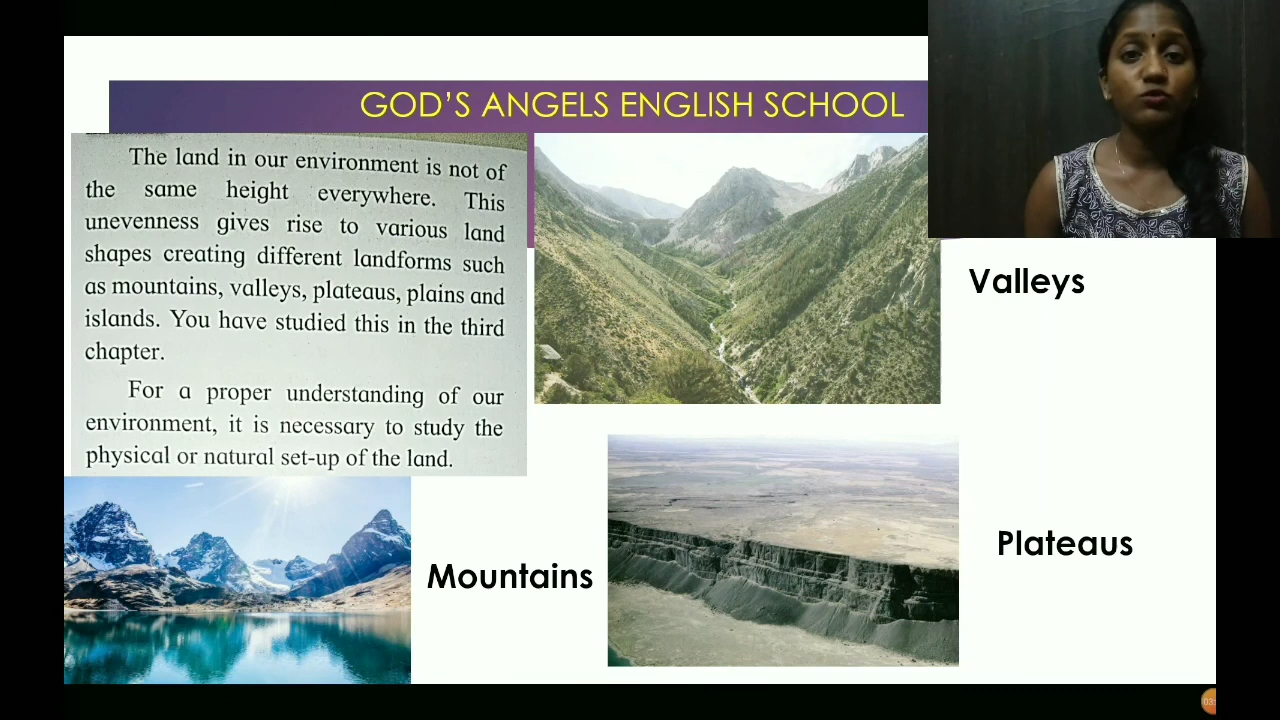 GOD'S ANGELS ENGLISH SCHOOL
The land in our environment is not of
the same height everywhere. This
unevenness gives rise to various land
shapes creating different landforms such
as mountains, valleys, plateaus, plains and
islands. You have studied this in the third
chapter.
For a proper understanding of our
environment, it is necessary to study the
physical or natural set-up of the land.
Valleys
Mountains
Plateaus